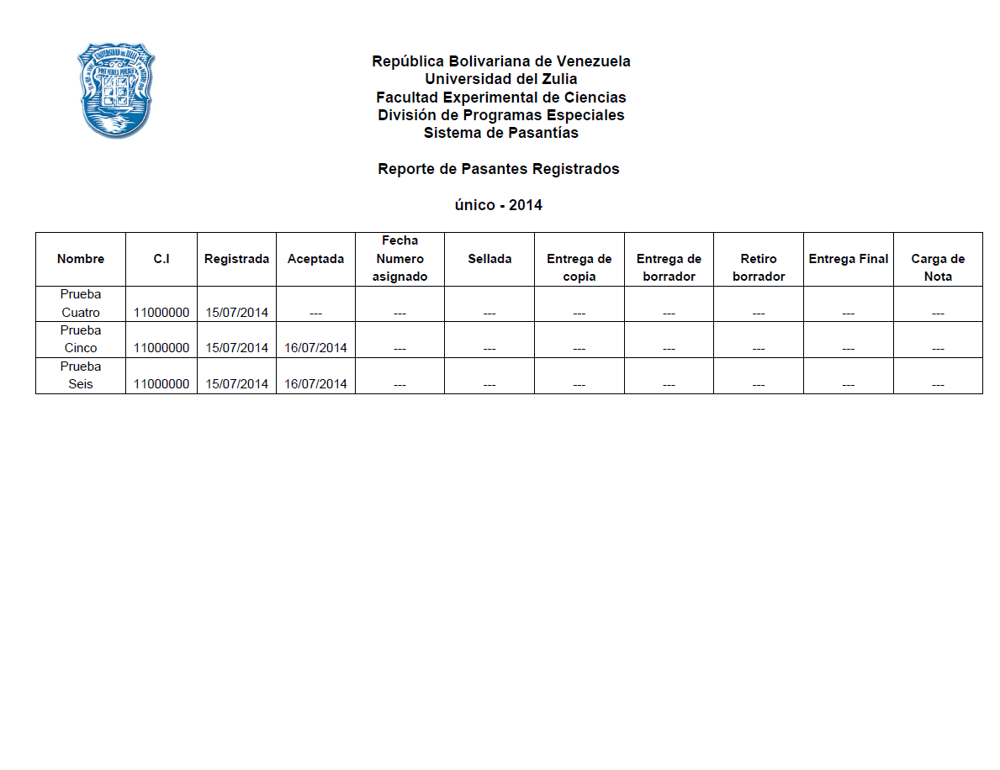 UNIVERSIDAD DEL ZULIA
POST NUBILA PHOEBUS
República Bolivariana de Venezuela
Universidad del Zulia
Facultad Experimental de Ciencias
División de Programas Especiales
Sistema de Pasantías
Reporte de Pasantes Registrados
único - 2014
Nombre C.I Registrada Aceptada Fecha Numero asignado Sellada Entrega de copia Entrega de borrador Retiro borrador Entrega Final Carga de Nota
Prueba Cuatro 11000000 15/07/2014 --- --- --- --- --- --- --- ---
Prueba Cinco 11000000 15/07/2014 16/07/2014 --- --- --- --- --- --- ---
Prueba Seis 11000000 15/07/2014 16/07/2014 --- --- --- --- --- --- ---